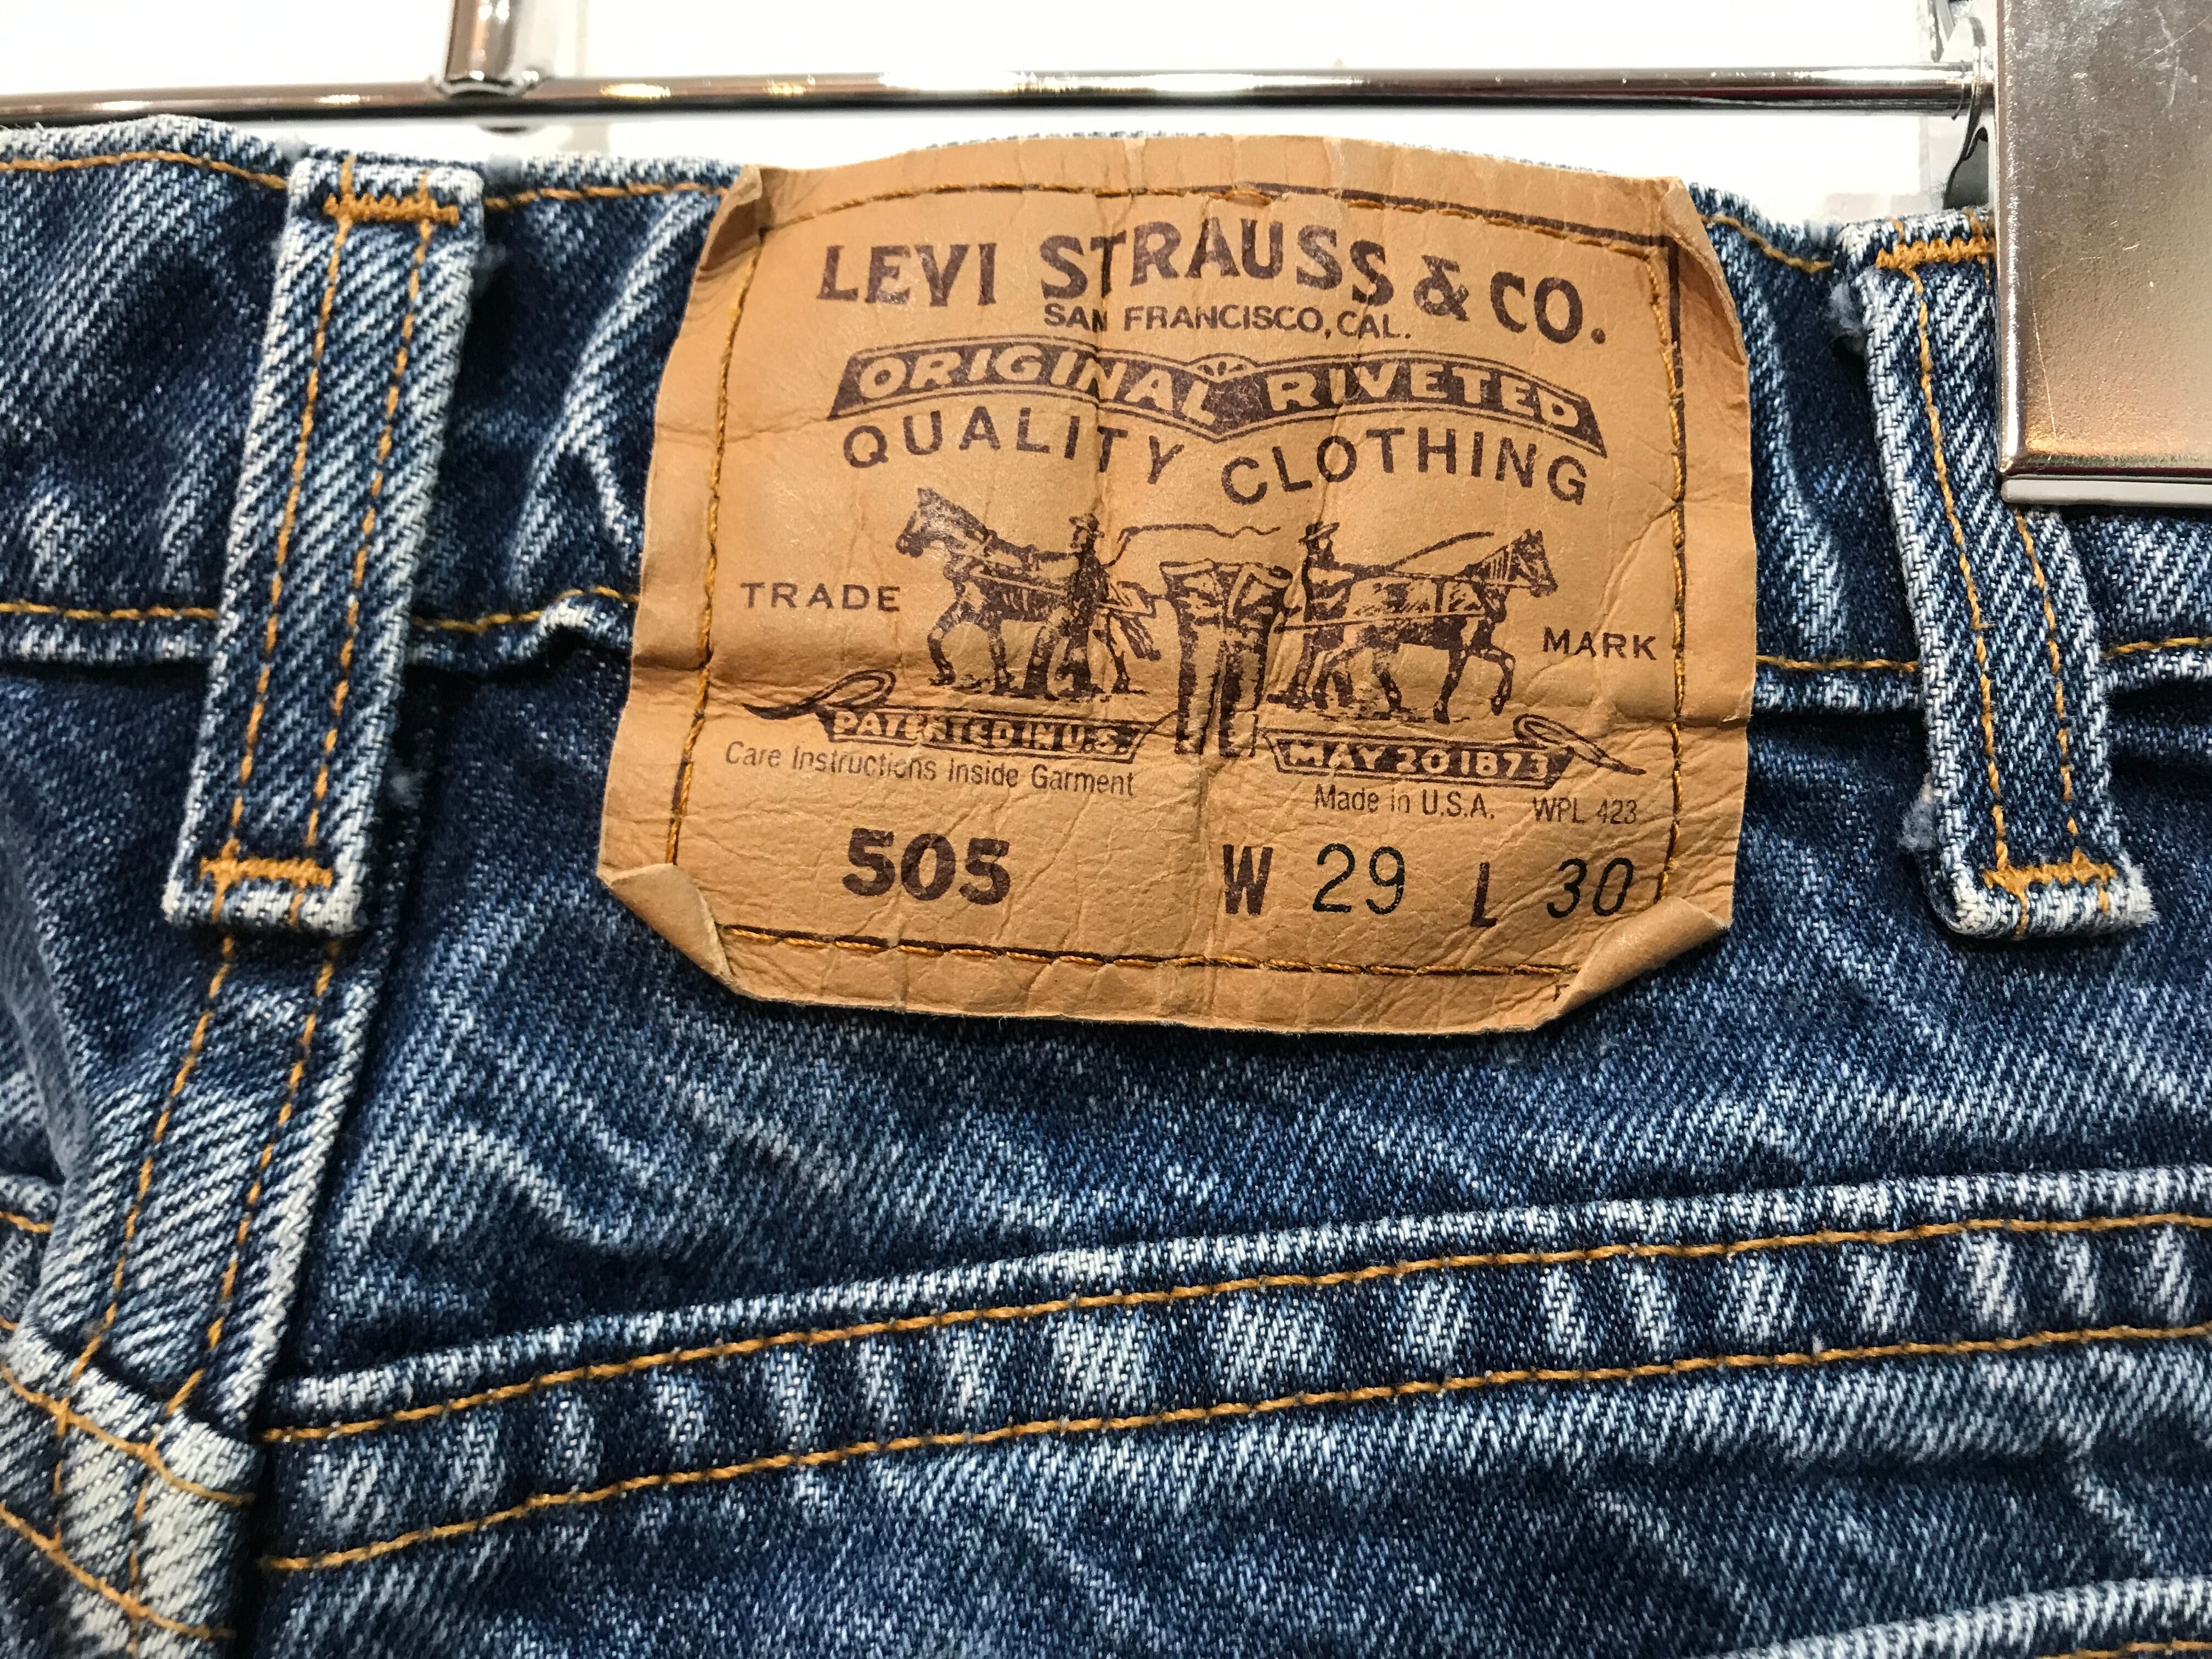 LEVI STRAUSS & CO.
SAN FRANCISCO, CAL.
ORIGINAL RIVETED
QUALITY CLOTHING
TRADE MARK
PATENTED IN U.S. MAY 20 1873
Care Instructions Inside Garment
Made in U.S.A. WPL 423
505 W 29 L 30